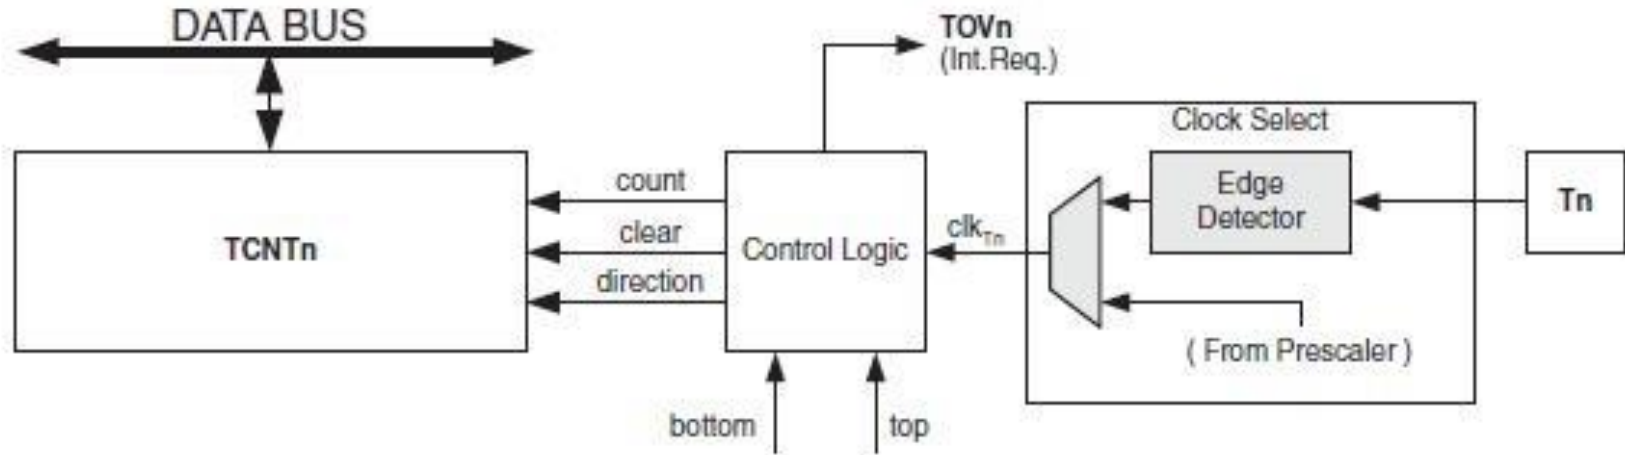 DATA BUS
TOVn
(Int.Req.)
Clock Select
count
Edge
Detector
Tn
TCNTn
clear
Control Logic
clkTn
direction
( From Prescaler )
bottom
top